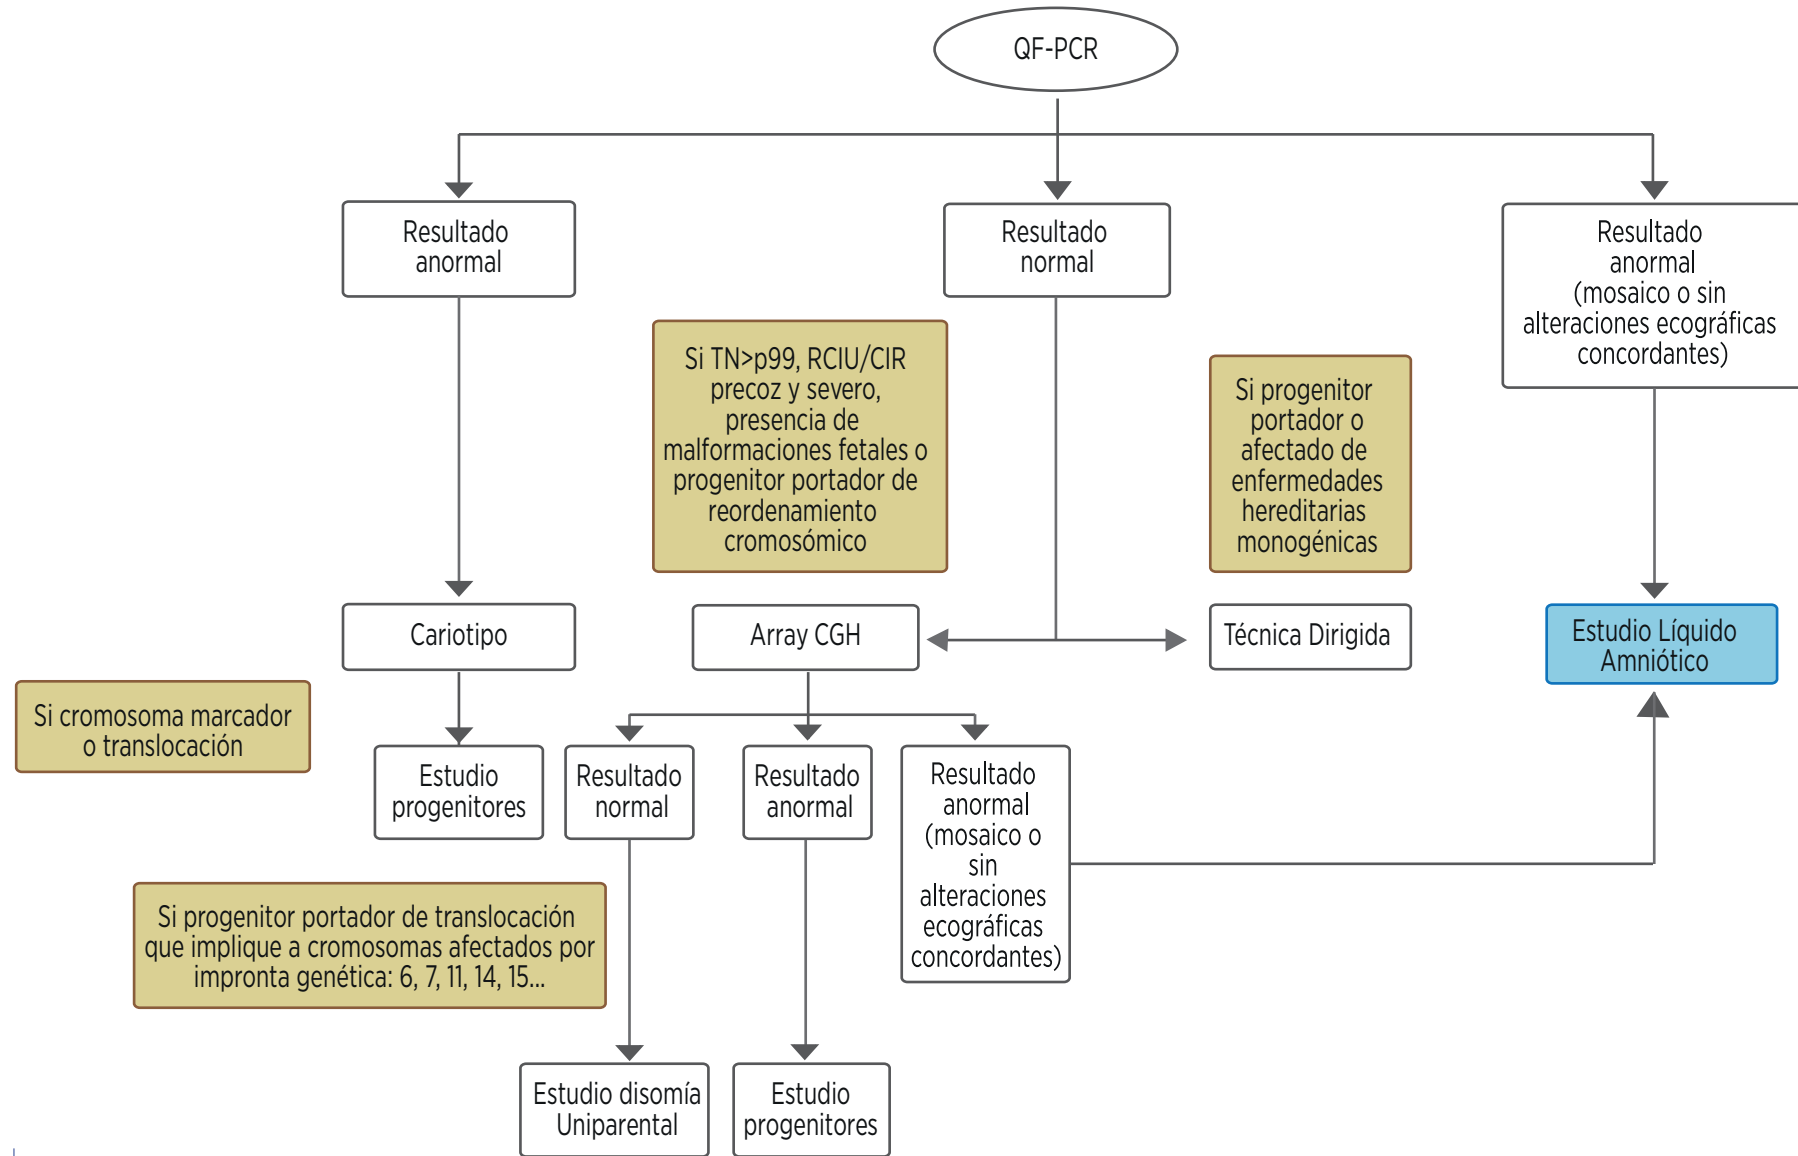 QF-PCR
Resultado
anormal
Resultado
normal
Resultado
anormal
(mosaico o sin
alteraciones ecográficas
concordantes)
Si TN>p99, RCIU/CIR
precoz y severo,
presencia de
malformaciones fetales o
progenitor portador de
reordenamiento
cromosómico
Si progenitor
portador o
afectado de
enfermedades
hereditarias
monogénicas
Cariotipo
Array CGH
Técnica Dirigida
Estudio Líquido
Amniótico
Si cromosoma marcador
o translocación
Estudio
progenitores
Resultado
normal
Resultado
anormal
Resultado
anormal
(mosaico o
sin
alteraciones
ecográficas
concordantes)
Si progenitor portador de translocación
que implique a cromosomas afectados por
impronta genética: 6, 7, 11, 14, 15...
Estudio disomía
Uniparental
Estudio
progenitores